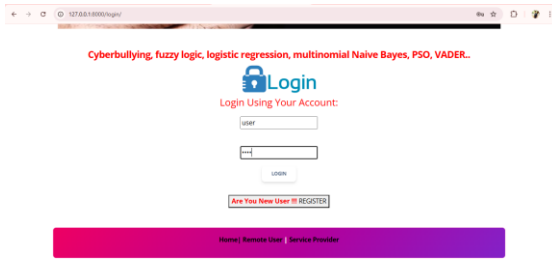 127.0.0.1:8000/login/
Cyberbullying, fuzzy logic, logistic regression, multinomial Naive Bayes, PSO, VADER..
Login
Login Using Your Account:
user
····
LOGIN
Are You New User !!! REGISTER
Home| Remote User | Service Provider